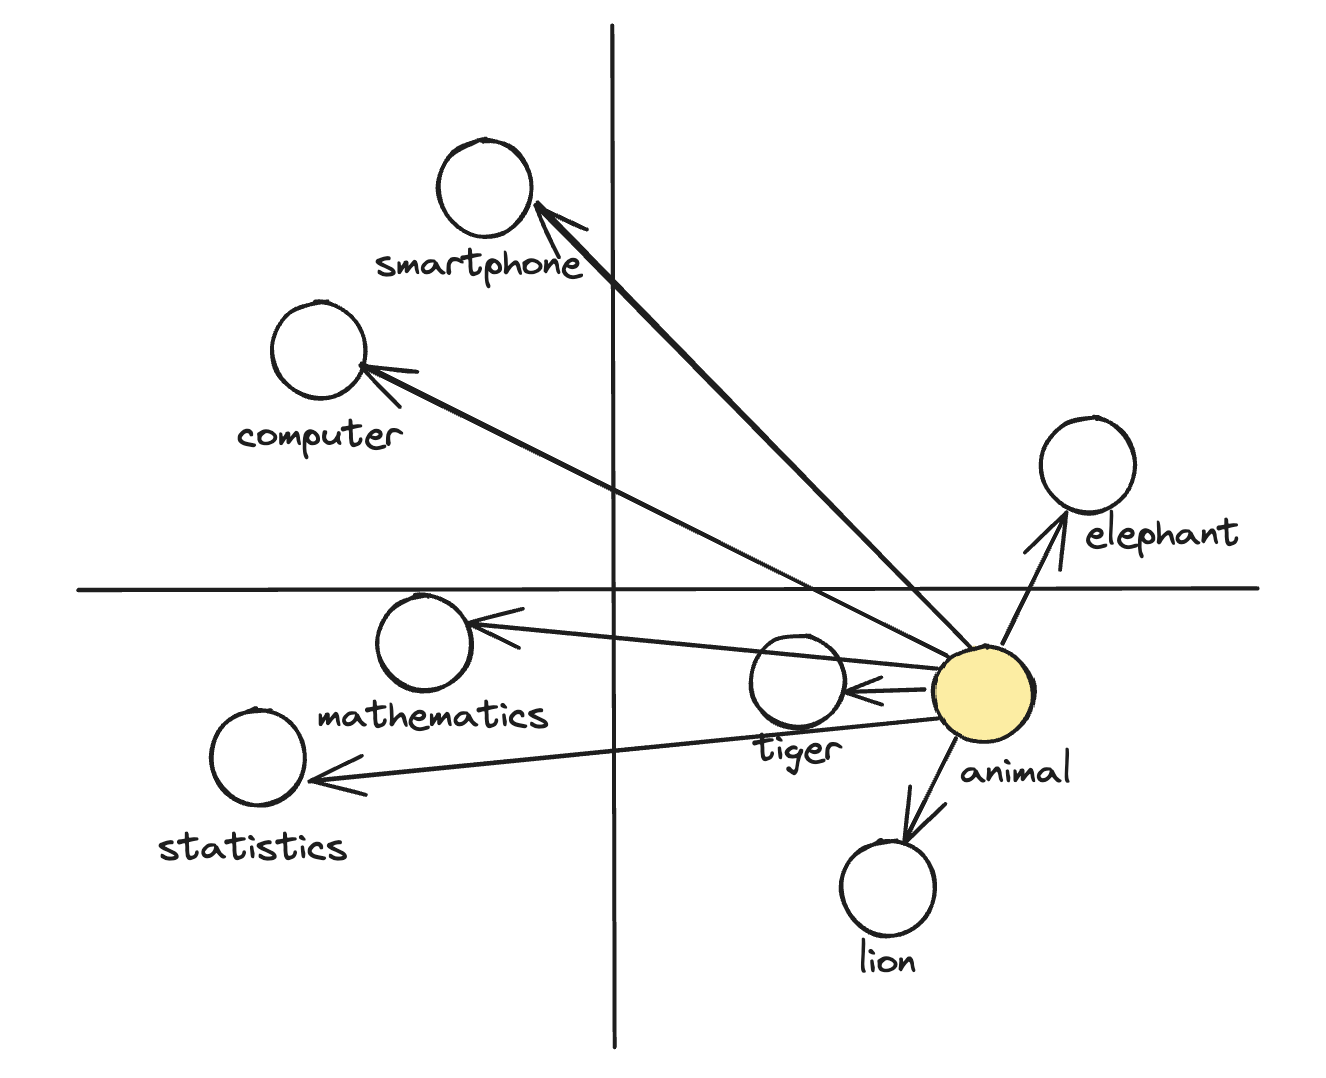 smartphone
computer
elephant
mathematics
tiger
animal
statistics
lion